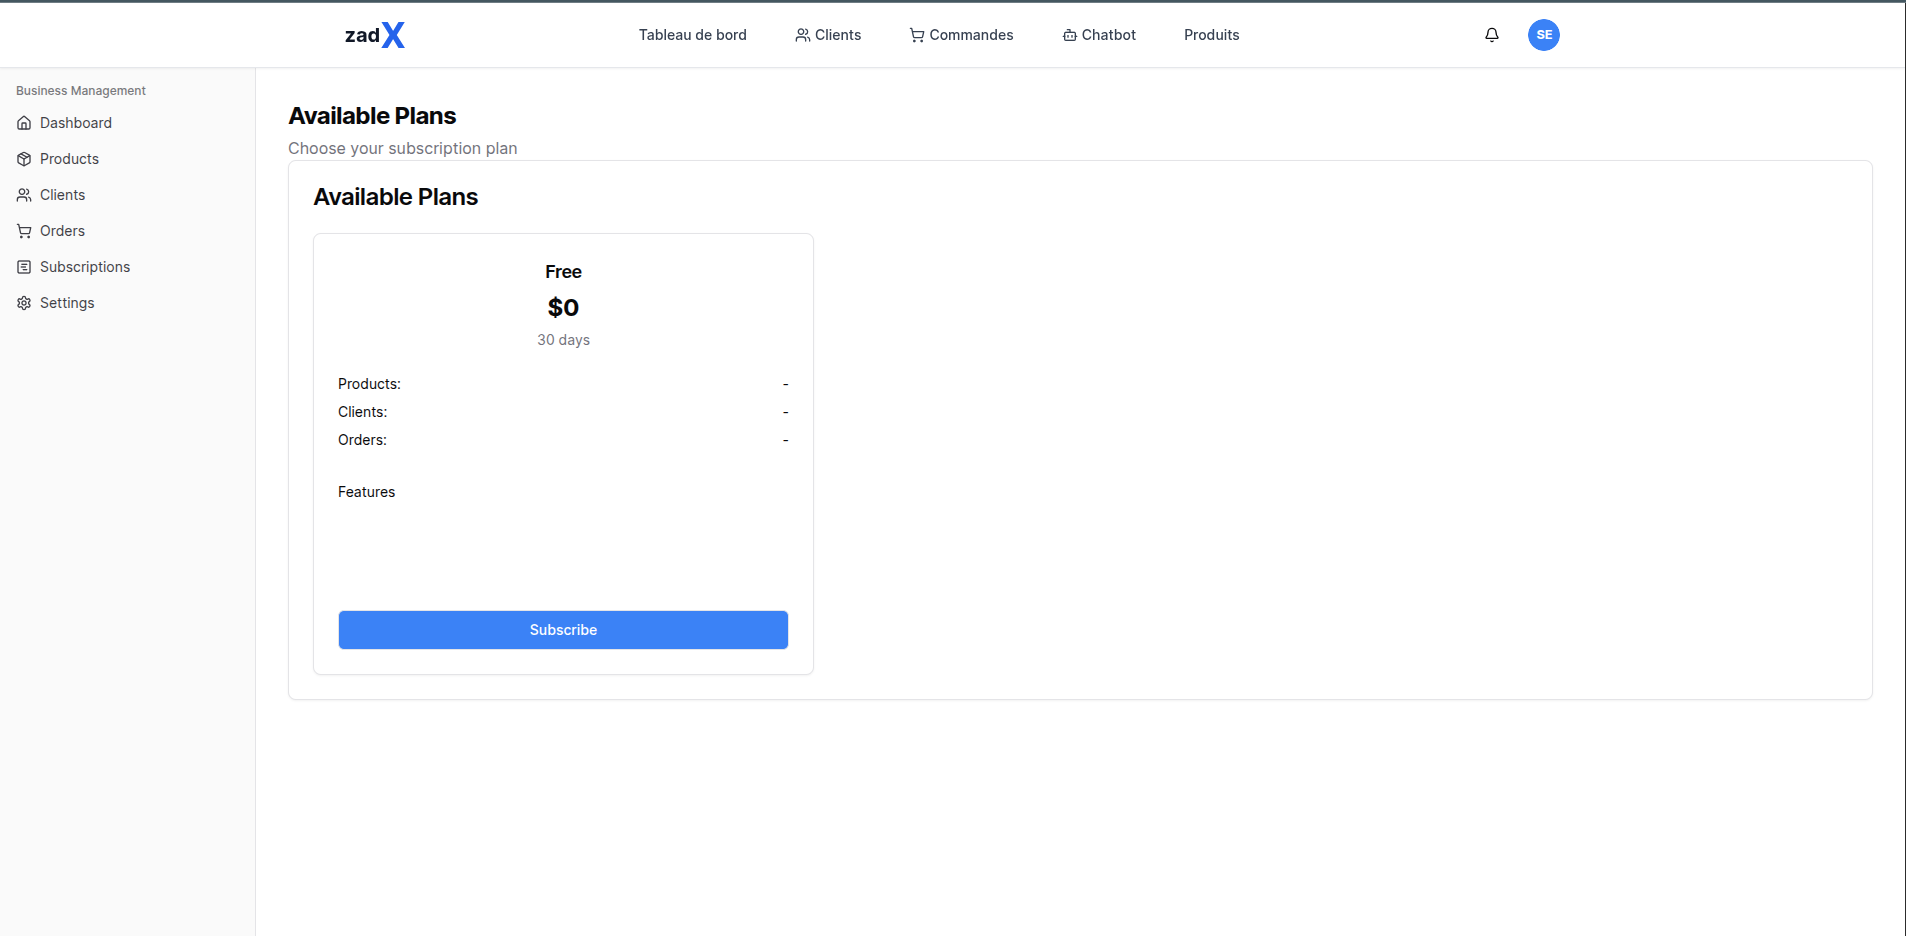 zadX
Tableau de bord
Clients
Commandes
Chatbot
Produits
SE
Business Management
Dashboard
Products
Clients
Orders
Subscriptions
Settings
Available Plans
Choose your subscription plan
Available Plans
Free
$0
30 days
Products: -
Clients: -
Orders: -
Features
Subscribe